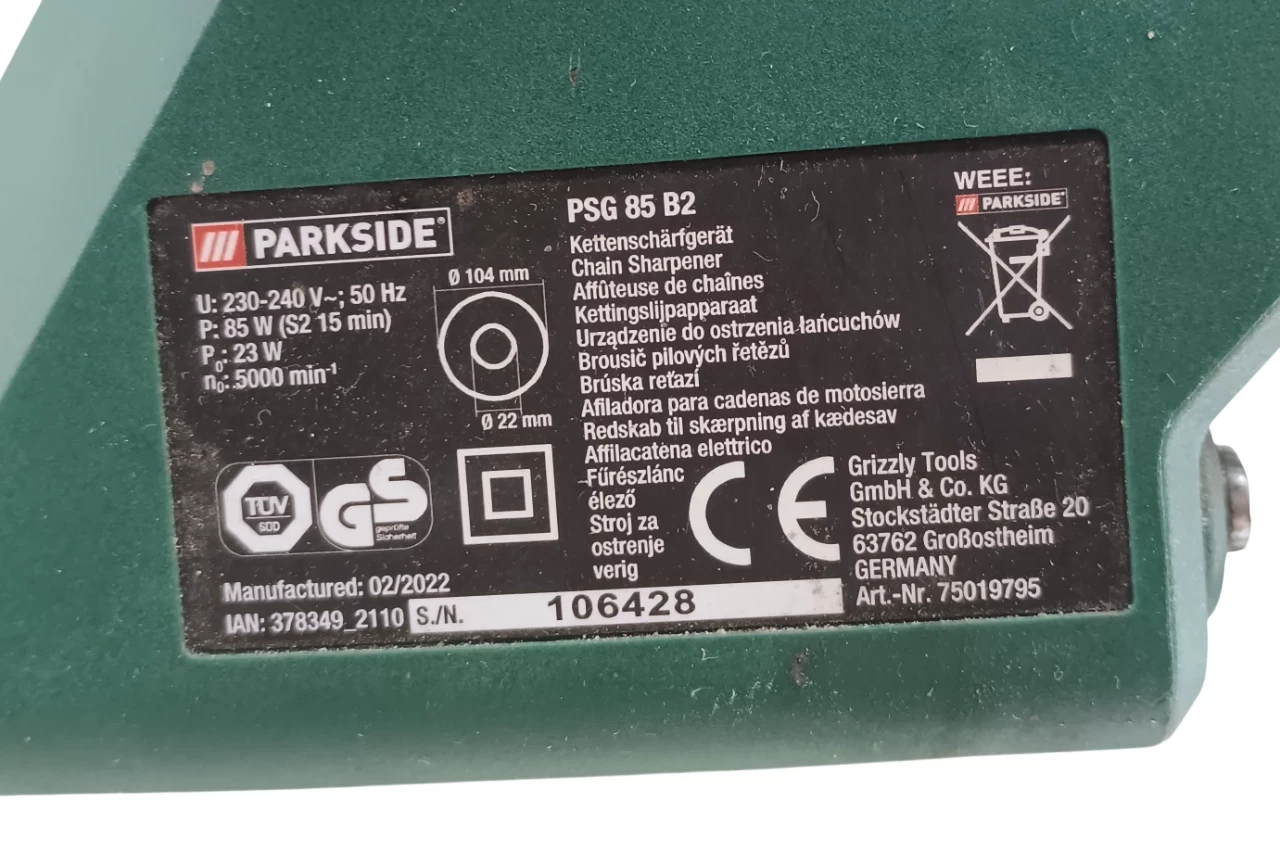 PARKSIDE®
U: 230-240 V~; 50 Hz
P: 85 W (S2 15 min)
P₀: 23 W
n₀: 5000 min⁻¹
Ø 104 mm
Ø 22 mm
PSG 85 B2
Kettenschärfgerät
Chain Sharpener
Affûteuse de chaînes
Kettingslijpapparaat
Urządzenie do ostrzenia łańcuchów
Brousič pilových řetězů
Brúska reťazí
Afiladora para cadenas de motosierra
Redskab til skærpning af kædesav
Affilacatena elettrico
Fűrészlánc
élező
Stroj za
ostrenje
verig
WEEE:
PARKSIDE®
TÜV
SÜD
GS
geprüfte
Sicherheit
CE
Grizzly Tools
GmbH & Co. KG
Stockstädter Straße 20
63762 Großostheim
GERMANY
Art.-Nr. 75019795
Manufactured: 02/2022
IAN: 378349_2110 S./N. 106428